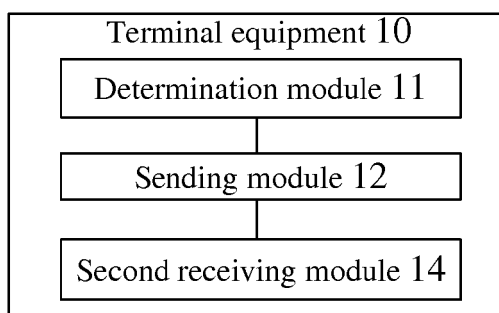 Terminal equipment 10
Determination module 11
Sending module 12
Second receiving module 14